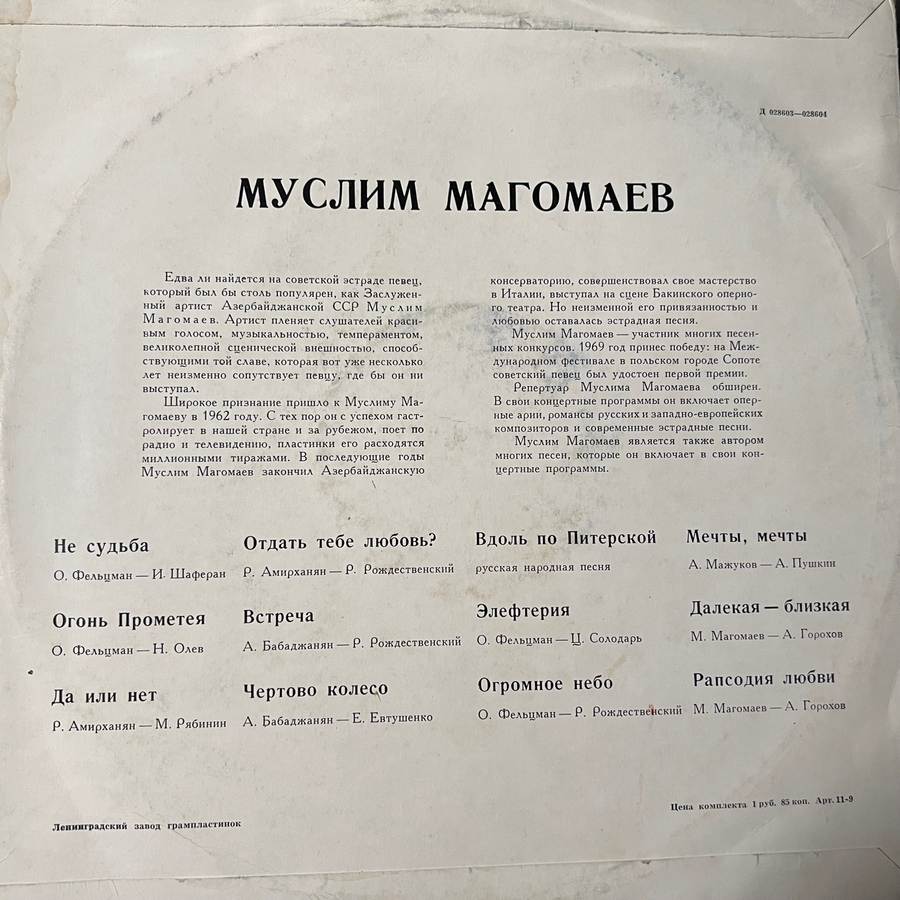 Д 028603—028604
МУСЛИМ МАГОМАЕВ
Едва ли найдется на советской эстраде певец,
который был бы столь популярен, как Заслужен-
ный артист Азербайджанской ССР Муслим
Магомаев. Артист пленяет слушателей краси-
вым голосом, музыкальностью, темпераментом,
великолепной сценической внешностью, способ-
ствующими той славе, которая вот уже несколько
лет неизменно сопутствует певцу, где бы он ни
выступал.
Широкое признание пришло к Муслиму Ма-
гомаеву в 1962 году. С тех пор он с успехом гаст-
ролирует в нашей стране и за рубежом, поет по
радио и телевидению, пластинки его расходятся
миллионными тиражами. В последующие годы
Муслим Магомаев закончил Азербайджанскую
консерваторию, совершенствовал свое мастерство
в Италии, выступал на сцене Бакинского оперно-
го театра. Но неизменной его привязанностью и
любовью оставалась эстрадная песня.
Муслим Магомаев — участник многих песен-
ных конкурсов. 1969 год принес победу: на Меж-
дународном фестивале в польском городе Сопоте
советский певец был удостоен первой премии.
Репертуар Муслима Магомаева обширен.
В свои концертные программы он включает опер-
ные арии, романсы русских и западно-европейских
композиторов и современные эстрадные песни.
Муслим Магомаев является также автором
многих песен, которые он включает в свои кон-
цертные программы.
Не судьба
О. Фельцман — И. Шаферан
Огонь Прометея
О. Фельцман — Н. Олев
Да или нет
Р. Амирханян — М. Рябинин
Отдать тебе любовь?
Р. Амирханян — Р. Рождественский
Встреча
А. Бабаджанян — Р. Рождественский
Чертово колесо
А. Бабаджанян — Е. Евтушенко
Вдоль по Питерской
русская народная песня
Элефтерия
О. Фельцман — Ц. Солодарь
Огромное небо
О. Фельцман — Р. Рождественский
Мечты, мечты
А. Мажуков — А. Пушкин
Далекая — близкая
М. Магомаев — А. Горохов
Рапсодия любви
М. Магомаев — А. Горохов
Ленинградский завод грампластинок
Цена комплекта 1 руб. 85 коп. Арт. 11-9